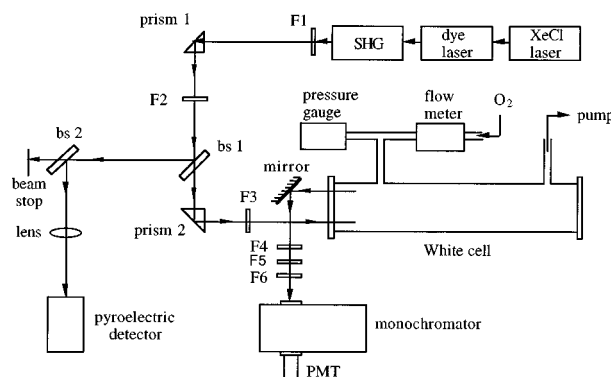 prism 1
F1
SHG
dye
laser
XeCl
laser
F2
pressure
gauge
flow
meter
O2
pump
bs 2
bs 1
mirror
beam
stop
F3
prism 2
lens
White cell
F4
F5
F6
pyroelectric
detector
monochromator
PMT